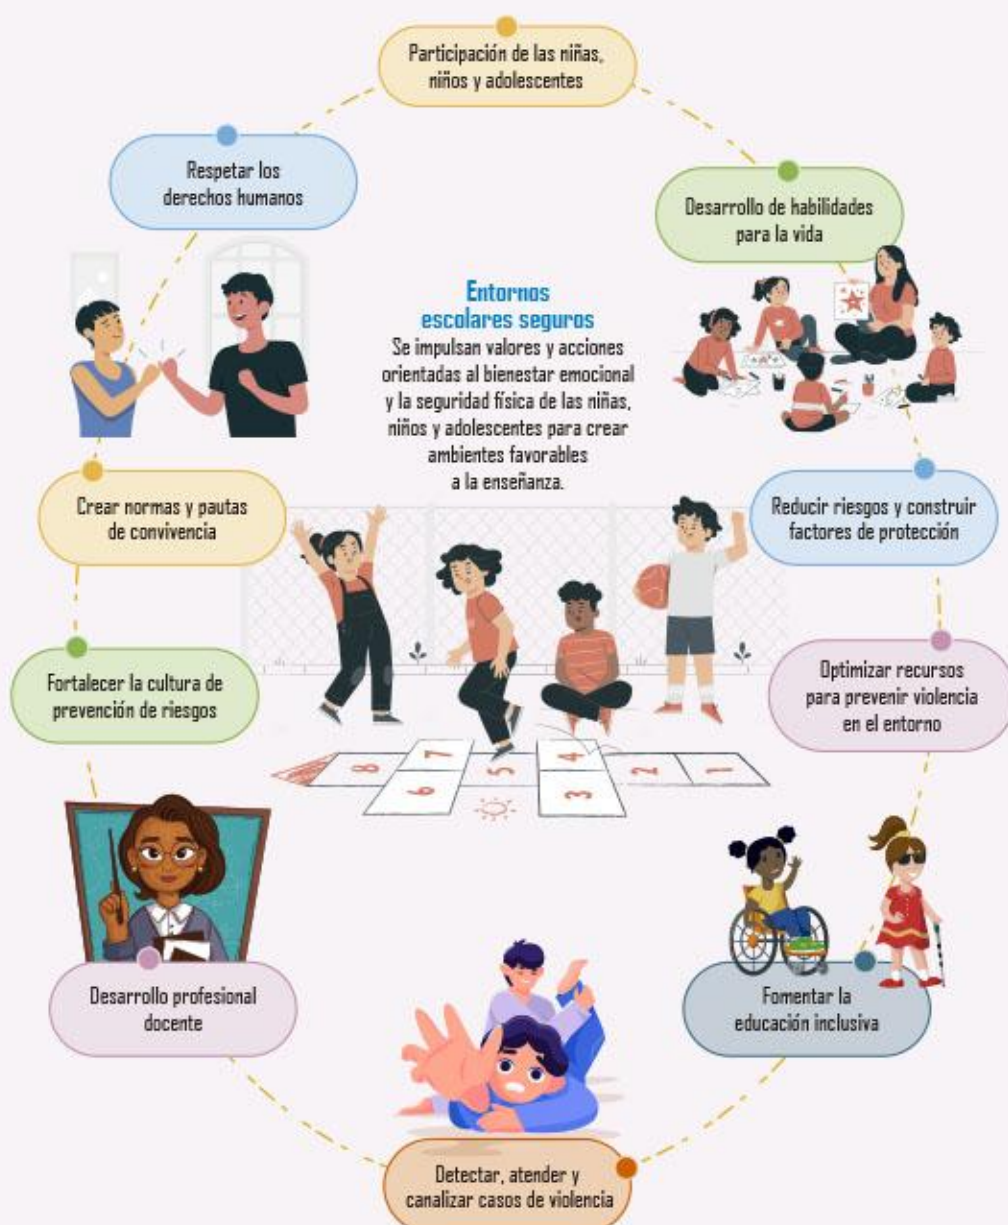 Participación de las niñas,
niños y adolescentes
Respetar los
derechos humanos
Desarrollo de habilidades
para la vida
Entornos
escolares seguros
Se impulsan valores y acciones
orientadas al bienestar emocional
y la seguridad física de las niñas,
niños y adolescentes para crear
ambientes favorables
a la enseñanza.
Crear normas y pautas
de convivencia
Reducir riesgos y construir
factores de protección
Fortalecer la cultura de
prevención de riesgos
Optimizar recursos
para prevenir violencia
en el entorno
8 7 6 5 4 3 2 1
Desarrollo profesional
docente
Fomentar la
educación inclusiva
Detectar, atender y
canalizar casos de violencia